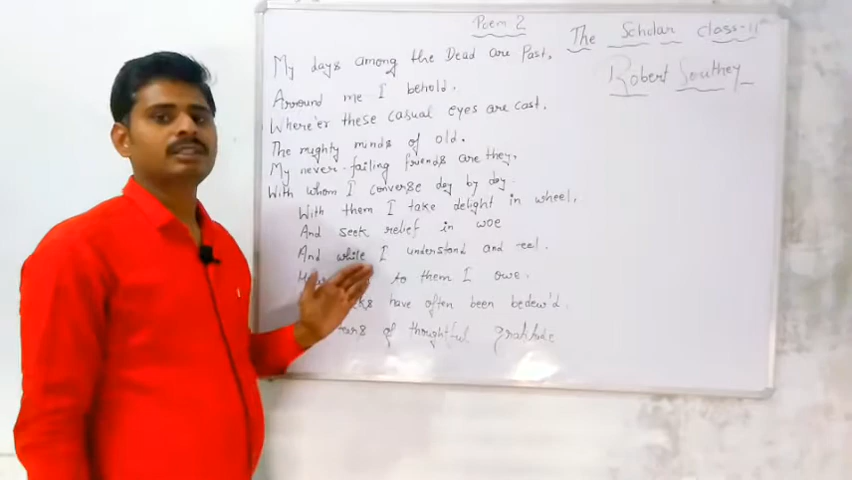 Poem 2 The Scholar class-11
Robert Southey
My days among the Dead are Past,
Arround me I behold.
Where'er these casual eyes are cast.
The mighty minds of old.
My never-failing friends are they,
With whom I converse day by day.
With them I take delight in wheel,
And seek relief in woe
And while I understand and eel.
to them I owe.
have often been bedew'd.
of thoughtful gratitude